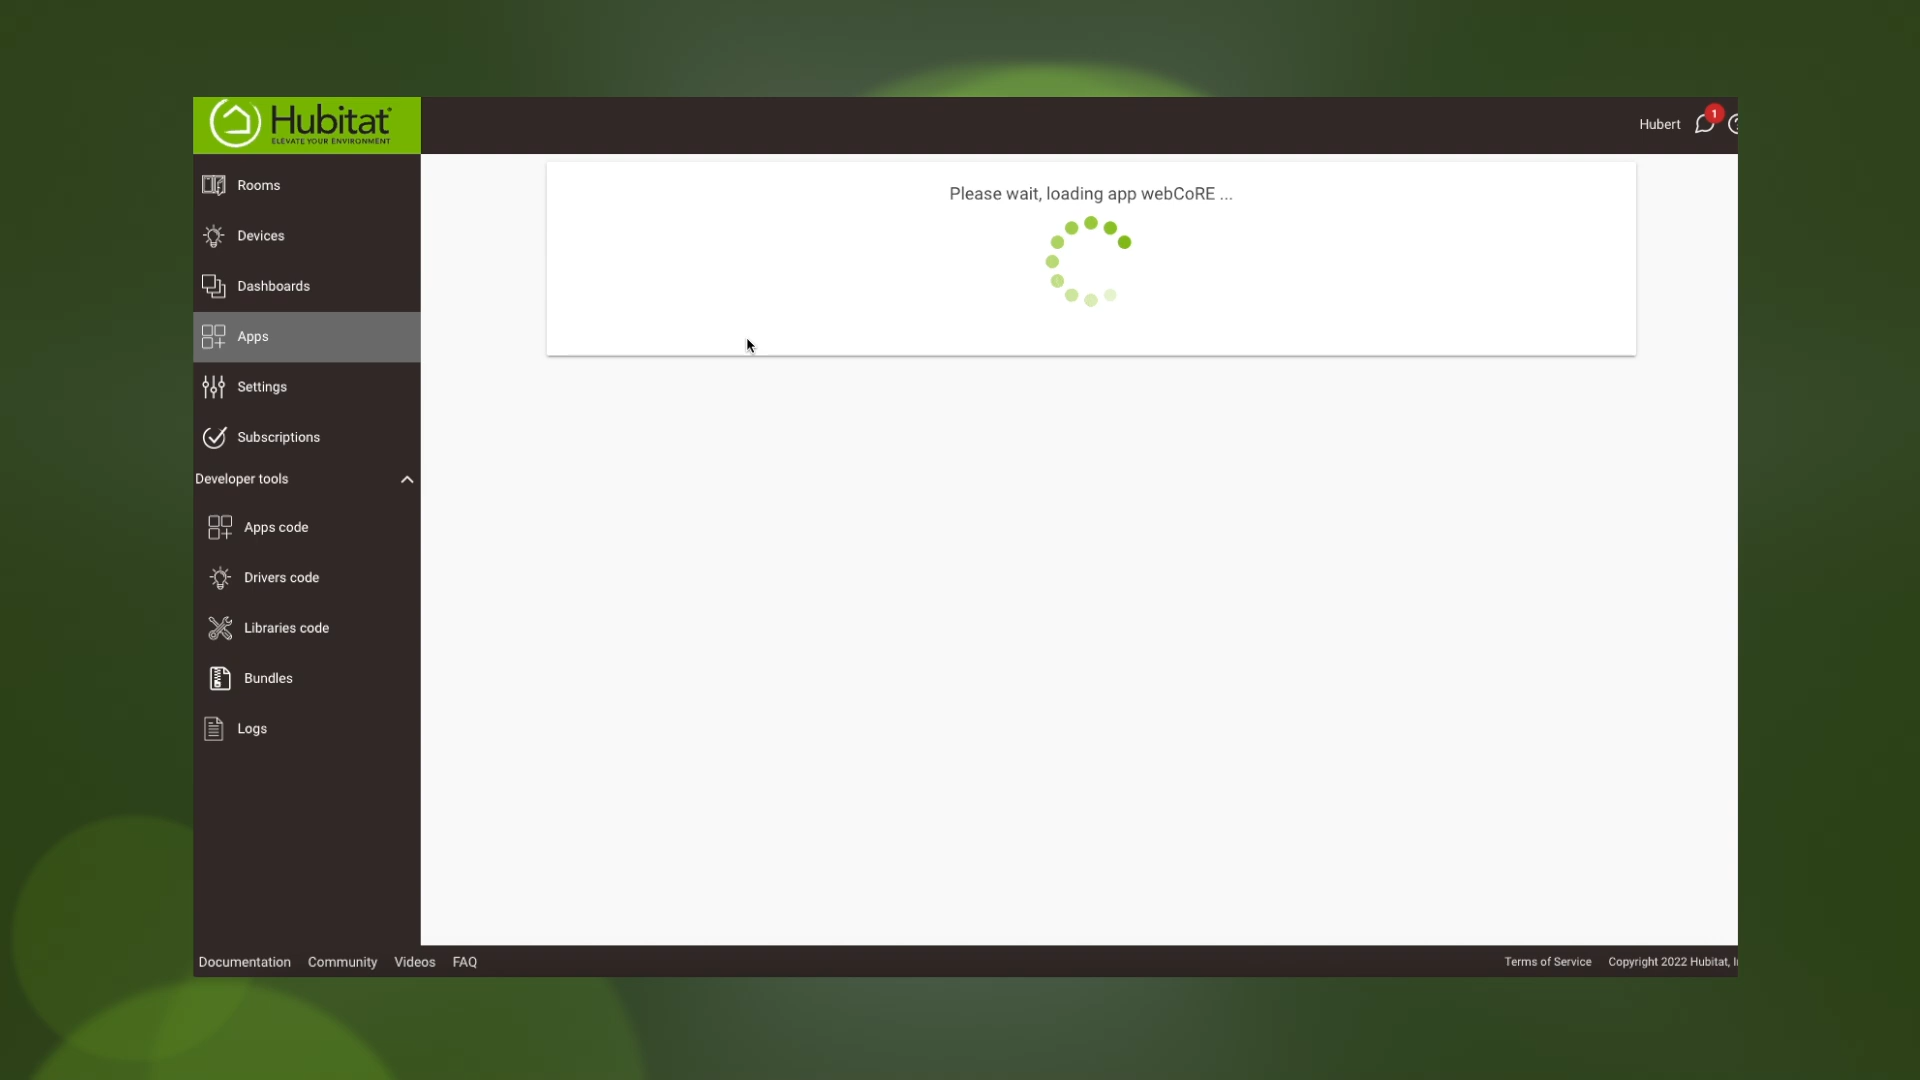 Hubitat
ELEVATE YOUR ENVIRONMENT
Hubert
1
Rooms
Devices
Dashboards
Apps
Settings
Subscriptions
Developer tools
Apps code
Drivers code
Libraries code
Bundles
Logs
Please wait, loading app webCoRE ...
Documentation Community Videos FAQ
Terms of Service Copyright 2022 Hubitat,